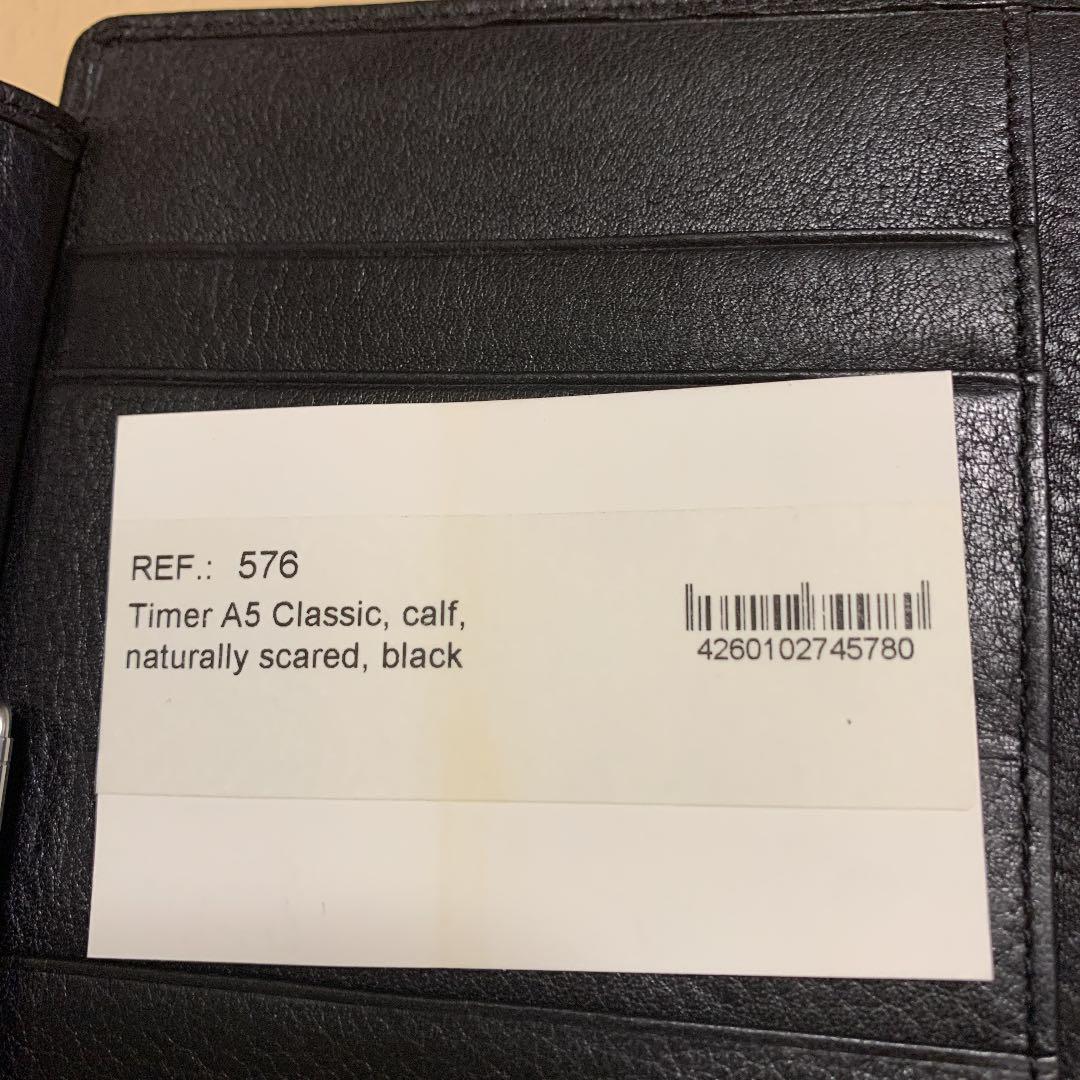 REF.: 576
Timer A5 Classic, calf,
naturally scared, black
4260102745780